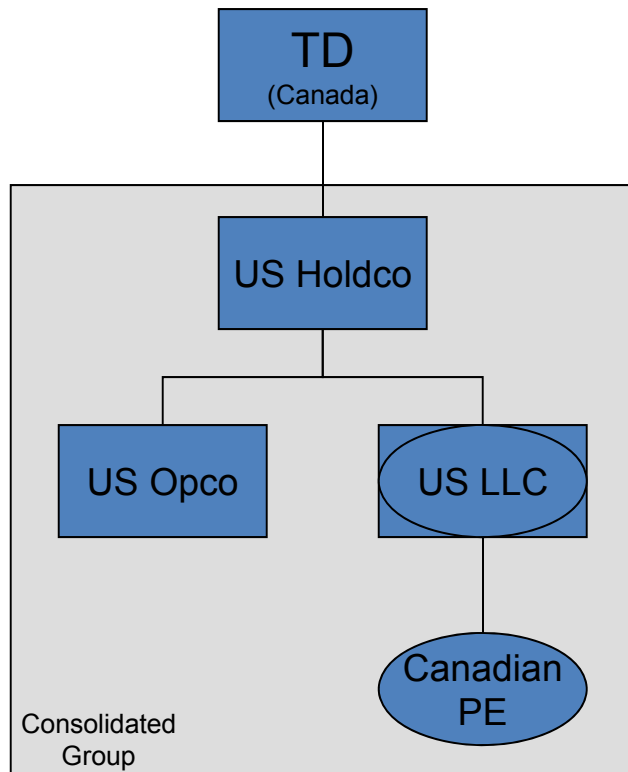 TD
(Canada)
US Holdco
US Opco
US LLC
Canadian
PE
Consolidated
Group